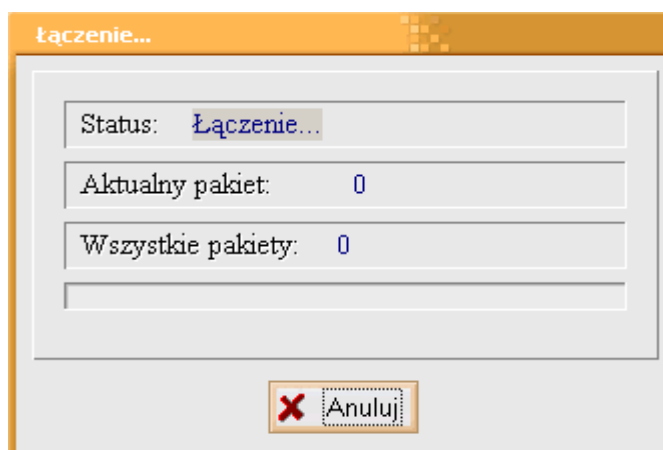 Łączenie...
Status: Łączenie...
Aktualny pakiet: 0
Wszystkie pakiety: 0
Anuluj